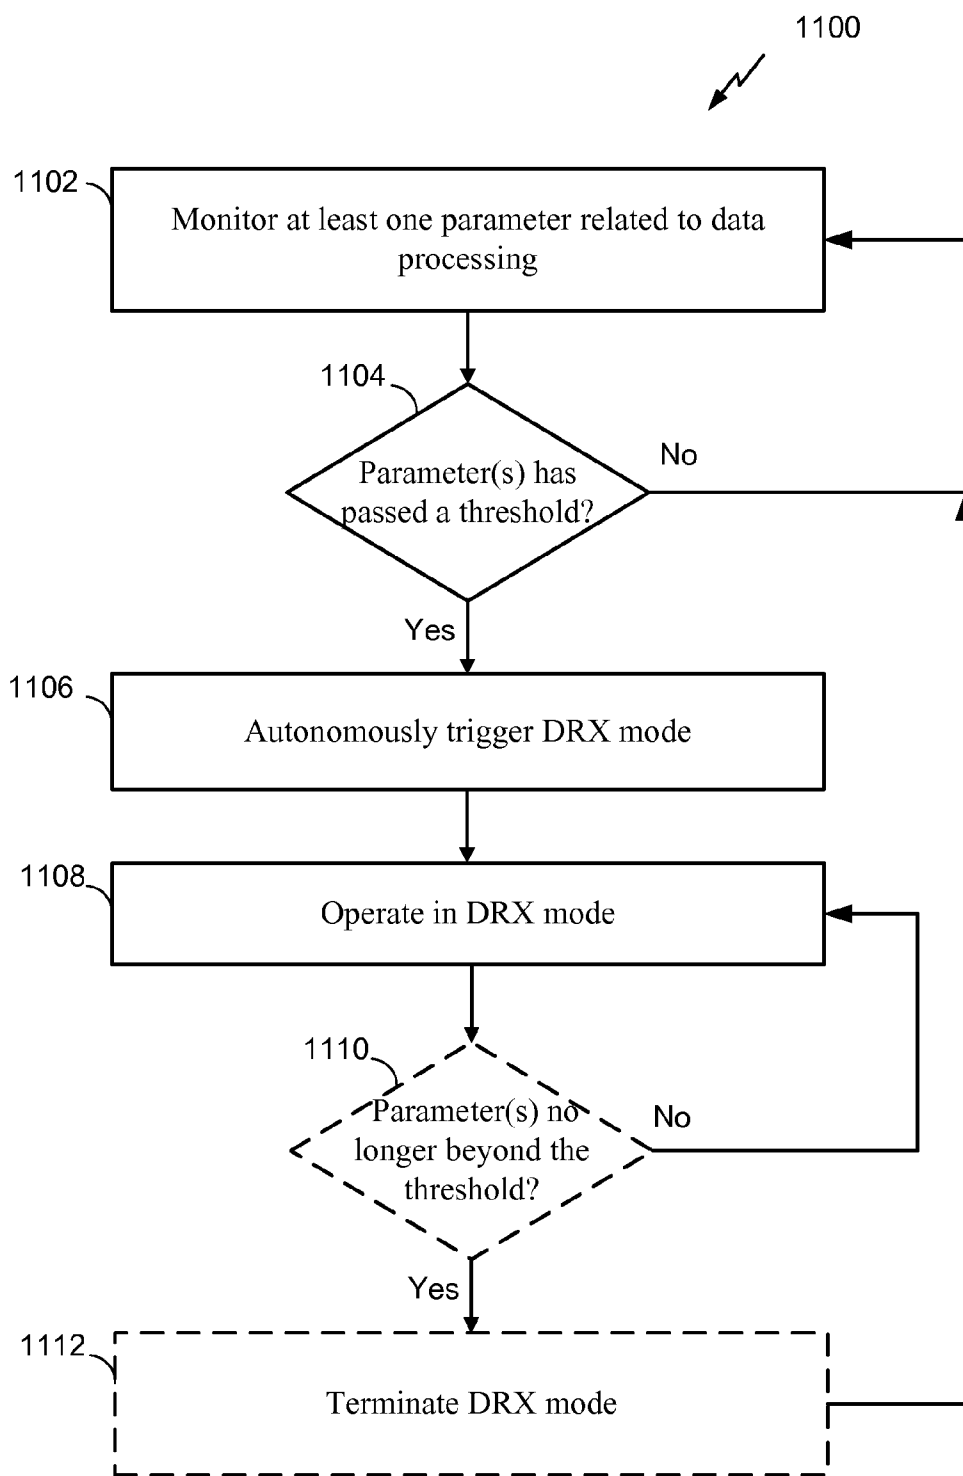 1100
1102
Monitor at least one parameter related to data
processing
1104
Parameter(s) has
passed a threshold?
No
Yes
1106
Autonomously trigger DRX mode
1108
Operate in DRX mode
1110
Parameter(s) no
longer beyond the
threshold?
No
Yes
1112
Terminate DRX mode